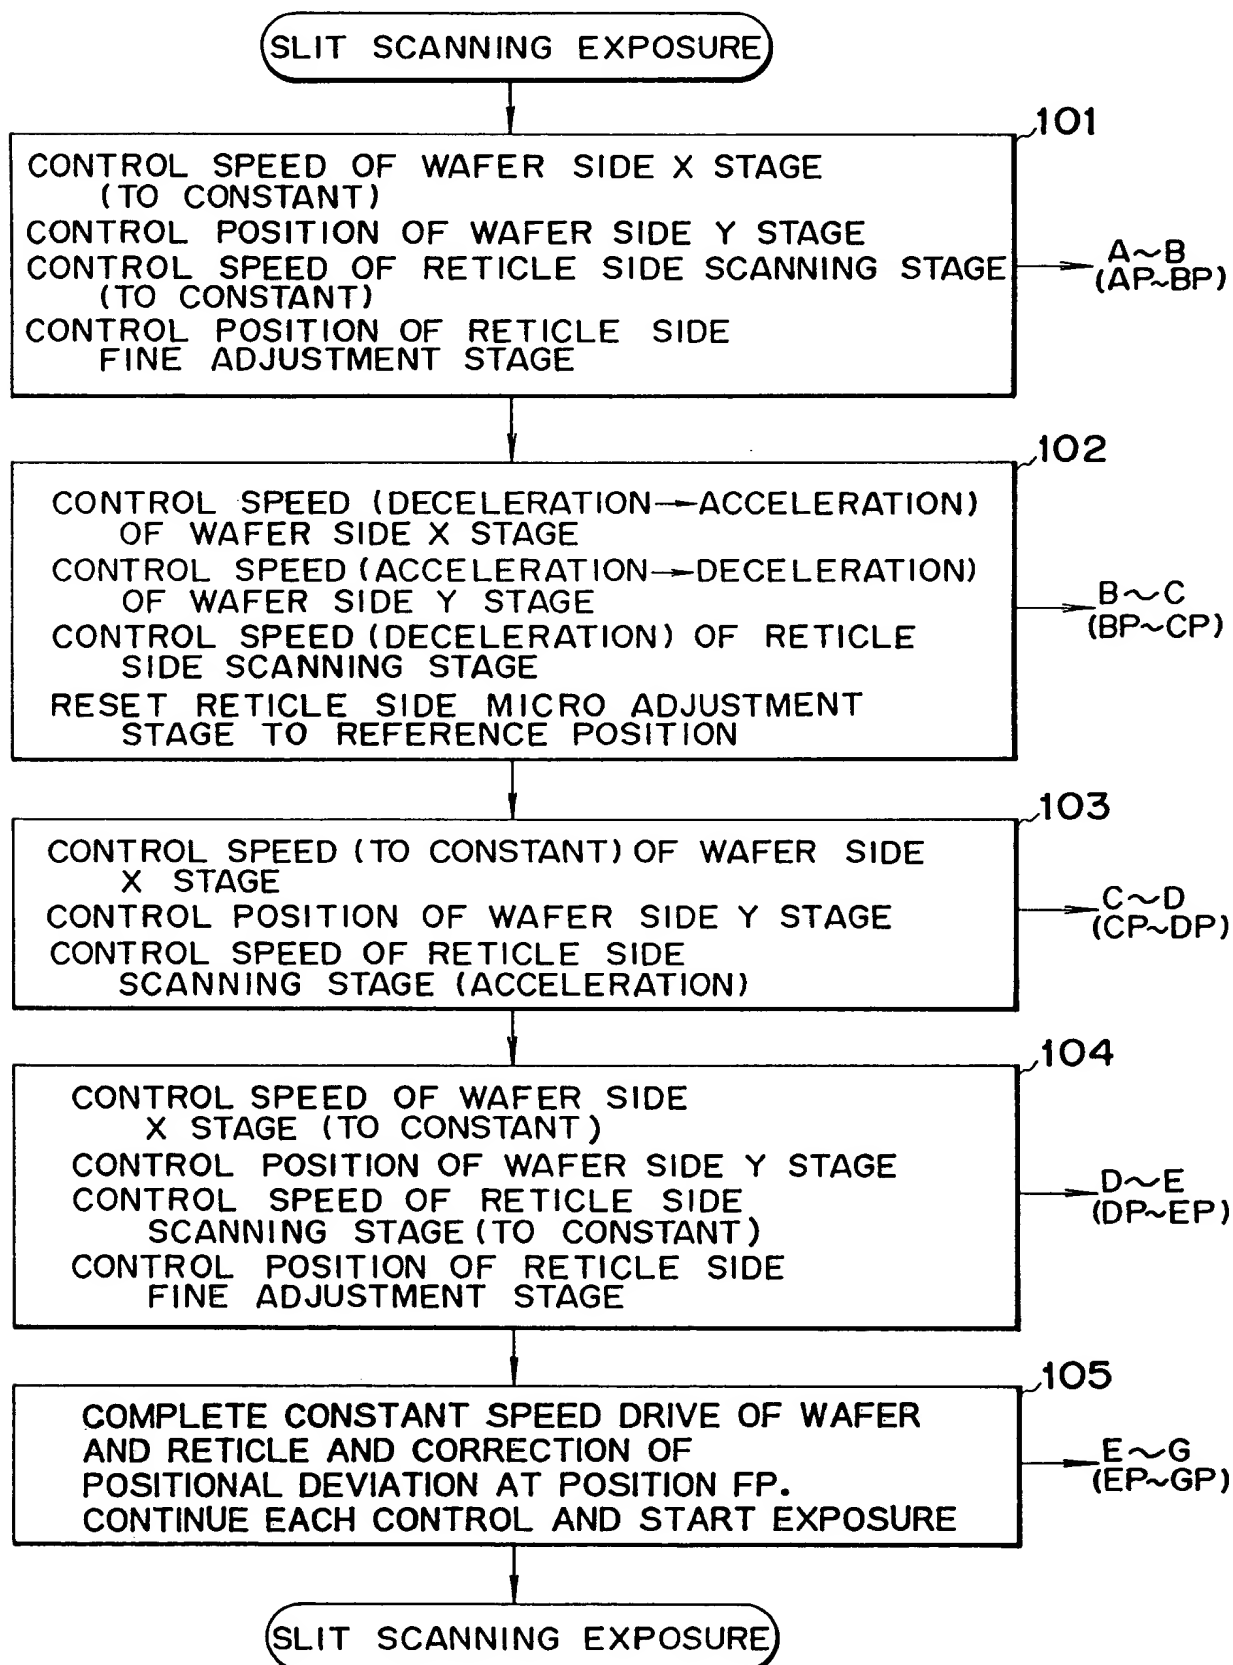 SLIT SCANNING EXPOSURE
101
CONTROL SPEED OF WAFER SIDE X STAGE
(TO CONSTANT)
CONTROL POSITION OF WAFER SIDE Y STAGE
CONTROL SPEED OF RETICLE SIDE SCANNING STAGE
(TO CONSTANT)
CONTROL POSITION OF RETICLE SIDE
FINE ADJUSTMENT STAGE
A~B
(AP~BP)
102
CONTROL SPEED (DECELERATION→ACCELERATION)
OF WAFER SIDE X STAGE
CONTROL SPEED (ACCELERATION→DECELERATION)
OF WAFER SIDE Y STAGE
CONTROL SPEED (DECELERATION) OF RETICLE
SIDE SCANNING STAGE
RESET RETICLE SIDE MICRO ADJUSTMENT
STAGE TO REFERENCE POSITION
B~C
(BP~CP)
103
CONTROL SPEED (TO CONSTANT) OF WAFER SIDE
X STAGE
CONTROL POSITION OF WAFER SIDE Y STAGE
CONTROL SPEED OF RETICLE SIDE
SCANNING STAGE (ACCELERATION)
C~D
(CP~DP)
104
CONTROL SPEED OF WAFER SIDE
X STAGE (TO CONSTANT)
CONTROL POSITION OF WAFER SIDE Y STAGE
CONTROL SPEED OF RETICLE SIDE
SCANNING STAGE (TO CONSTANT)
CONTROL POSITION OF RETICLE SIDE
FINE ADJUSTMENT STAGE
D~E
(DP~EP)
105
COMPLETE CONSTANT SPEED DRIVE OF WAFER
AND RETICLE AND CORRECTION OF
POSITIONAL DEVIATION AT POSITION FP.
CONTINUE EACH CONTROL AND START EXPOSURE
E~G
(EP~GP)
SLIT SCANNING EXPOSURE